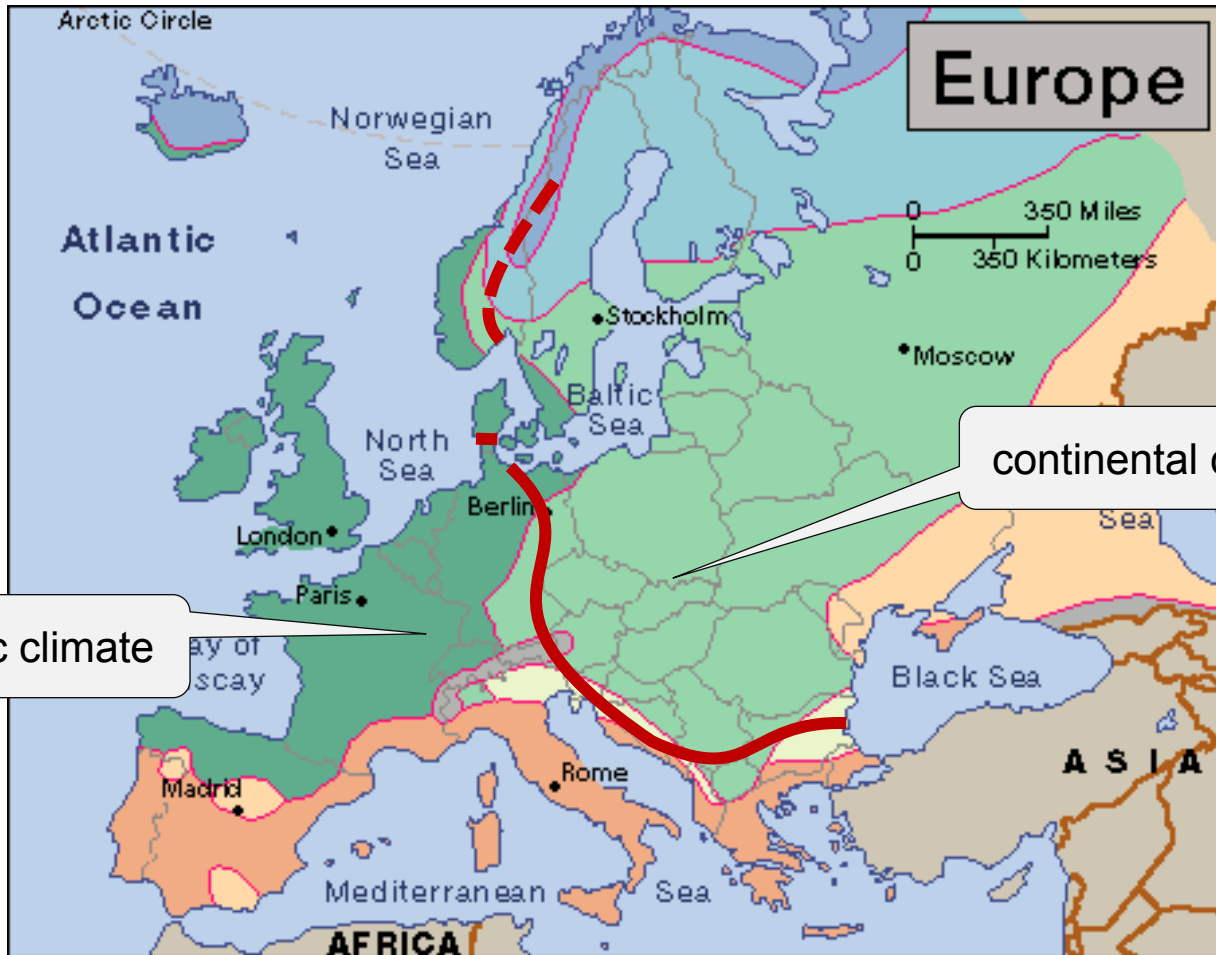 Arctic Circle
Europe
Norwegian
Sea
0 350 Miles
0 350 Kilometers
Atlantic
Ocean
Stockholm
Moscow
Baltic
Sea
North
Sea
continental c
Berlin
London
Sea
Paris
c climate
ay of
scay
Black Sea
ASIA
Rome
Madrid
Mediterranean Sea
AFRICA